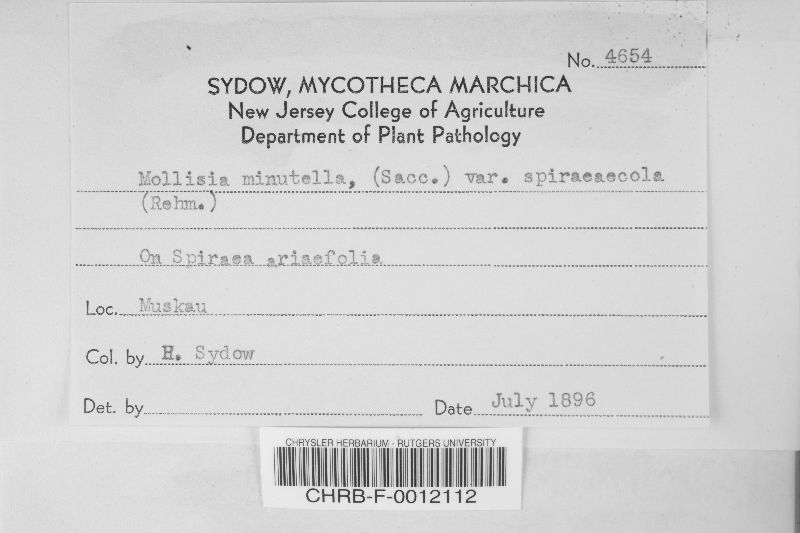 No. 4654
SYDOW, MYCOTHECA MARCHICA
New Jersey College of Agriculture
Department of Plant Pathology
Mollisia minutella, (Sacc.) var. spiraeaecola
(Rehm.)
On Spiraea ariaefolia
Loc. Muskau
Col. by H. Sydow
Det. by
Date July 1896
CHRYSLER HERBARIUM - RUTGERS UNIVERSITY
CHRB-F-0012112